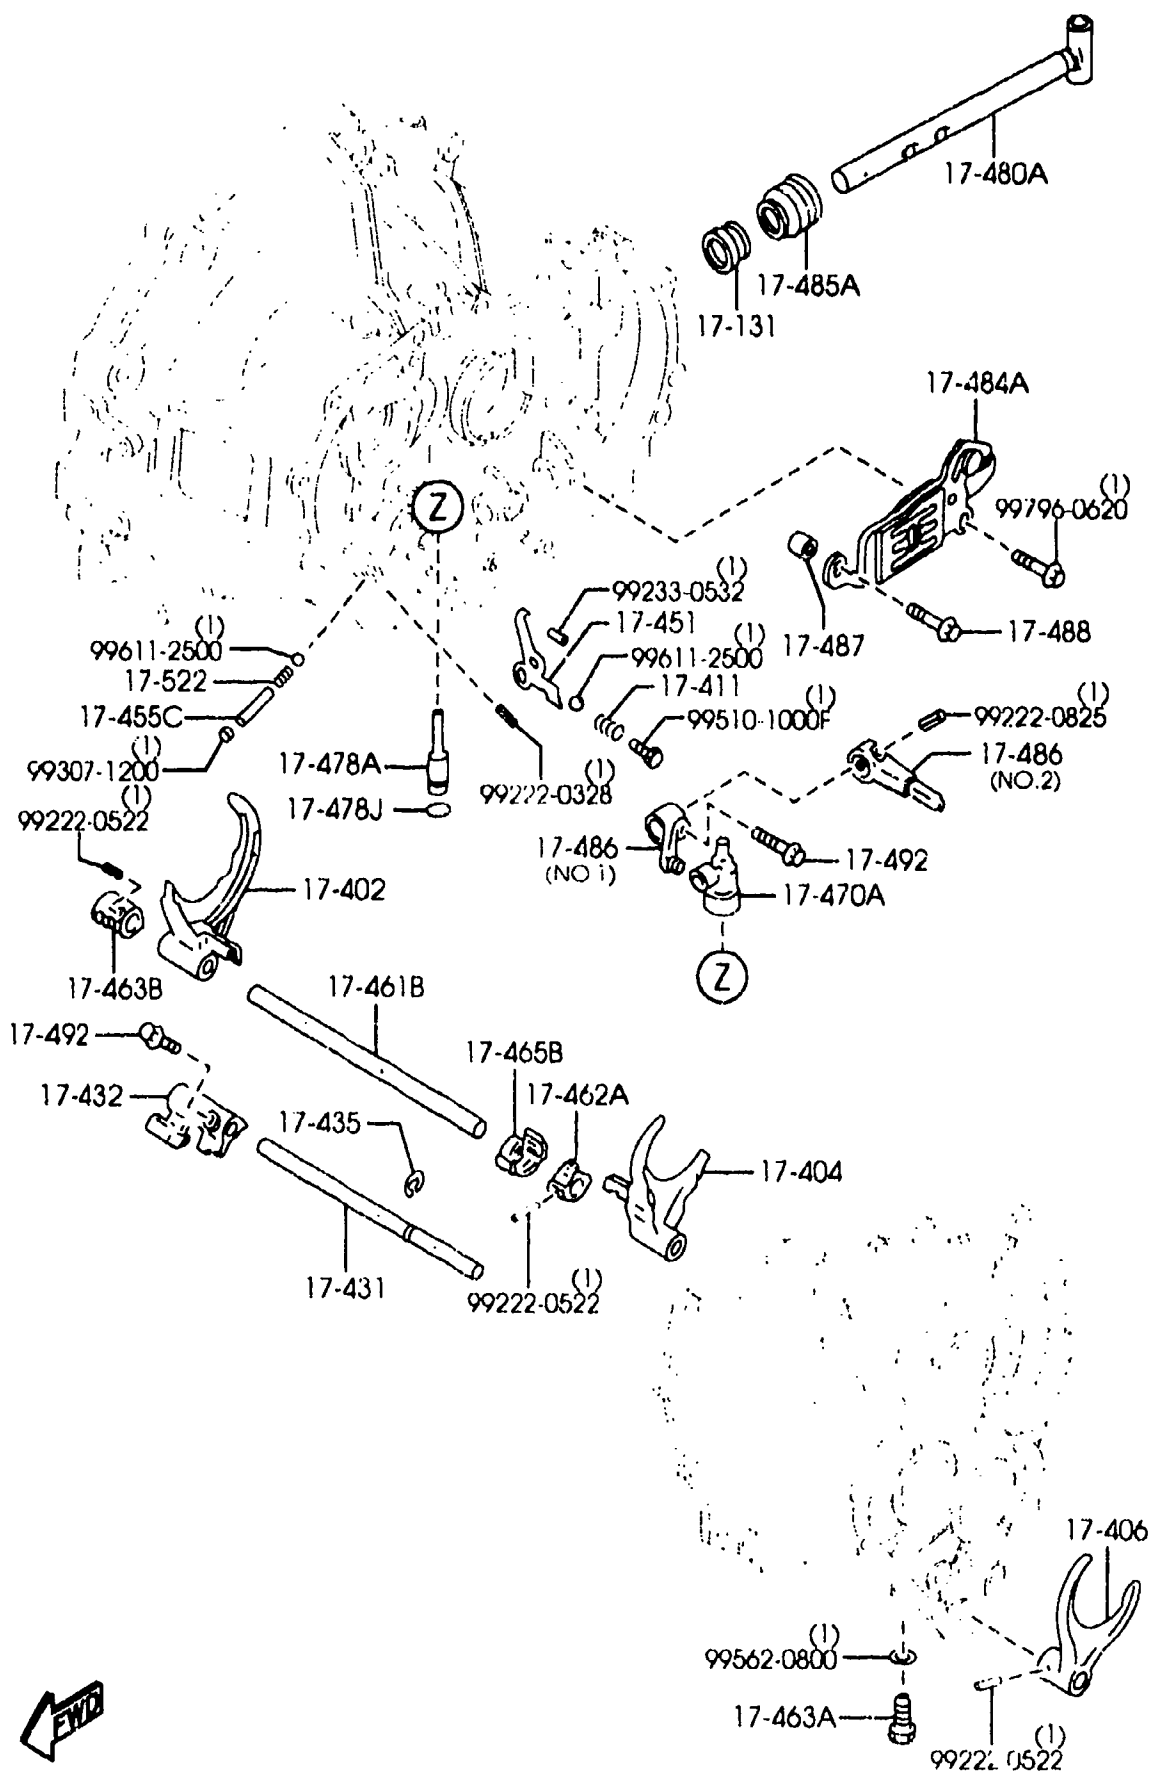 17-480A
17-485A
17-131
17-484A
(1)
99796-0620
Z
(1)
99233-0532
17-451
(1)
99611-2500
17-522
17-455C
(1)
99307-1200
(1)
99611-2500
17-411
(1)
99510-1000F
17-487
17-488
(1)
99222-0825
17-486
(NO.2)
17-478A
17-478J
(1)
99222-0328
(1)
99222-0522
17-486
(NO 1)
17-492
17-402
17-470A
Z
17-463B
17-461B
17-492
17-465B
17-432
17-462A
17-435
17-404
17-431
(1)
99222-0522
17-406
(1)
99562-0800
17-463A
(1)
99222-0522
FWD